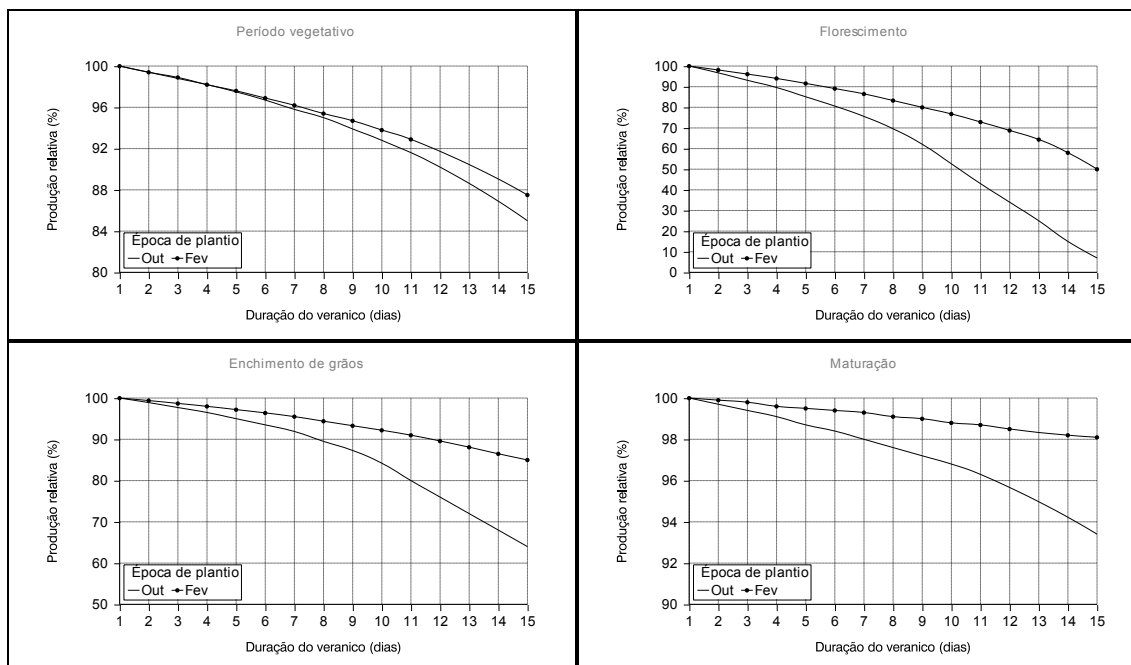 Período vegetativo
100
96
92
88
84
80
Produção relativa (%)
Época de plantio
Out Fev
1 2 3 4 5 6 7 8 9 10 11 12 13 14 15
Duração do veranico (dias)
Florescimento
100
90
80
70
60
50
40
30
20
10
0
Produção relativa (%)
Época de plantio
Out Fev
1 2 3 4 5 6 7 8 9 10 11 12 13 14 15
Duração do veranico (dias)
Enchimento de grãos
100
90
80
70
60
50
Produção relativa (%)
Época de plantio
Out Fev
1 2 3 4 5 6 7 8 9 10 11 12 13 14 15
Duração do veranico (dias)
Maturação
100
98
96
94
92
90
Produção relativa (%)
Época de plantio
Out Fev
1 2 3 4 5 6 7 8 9 10 11 12 13 14 15
Duração do veranico (dias)